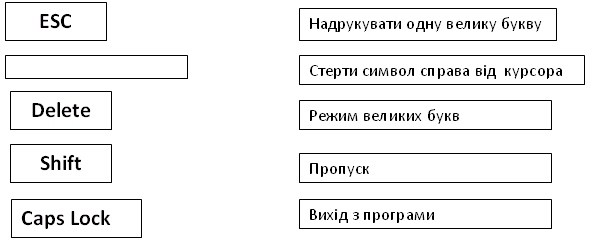 ESC
Надрукувати одну велику букву
Стерти символ справа від курсора
Delete
Режим великих букв
Shift
Пропуск
Caps Lock
Вихід з програми